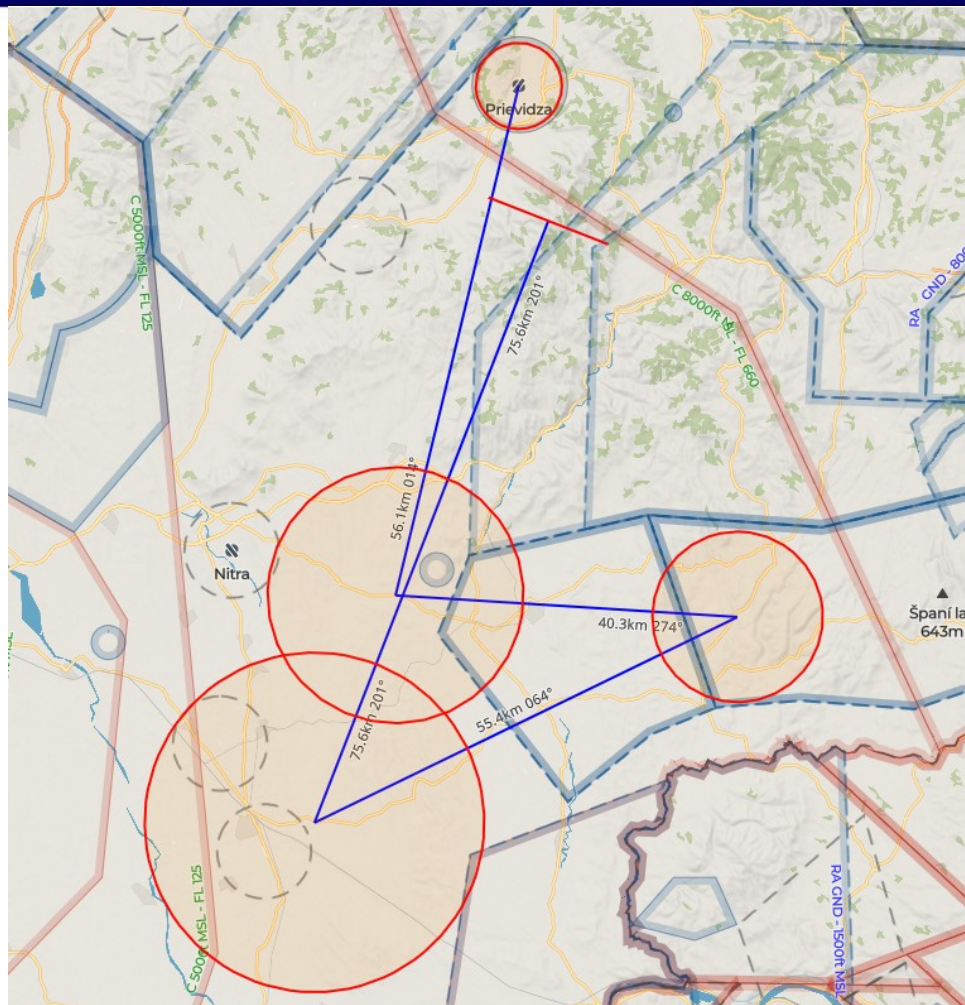 Prievidza
C 5000ft MSL - FL 125
75.6km 201°
RA GND - 800
C 8000ft MSL - FL 660
56.1km 014°
Nitra
40.3km 274°
Španí la
643m
55.4km 064°
75.6km 201°
C 5000ft MSL - FL 125
RA GND - 1500ft MSL